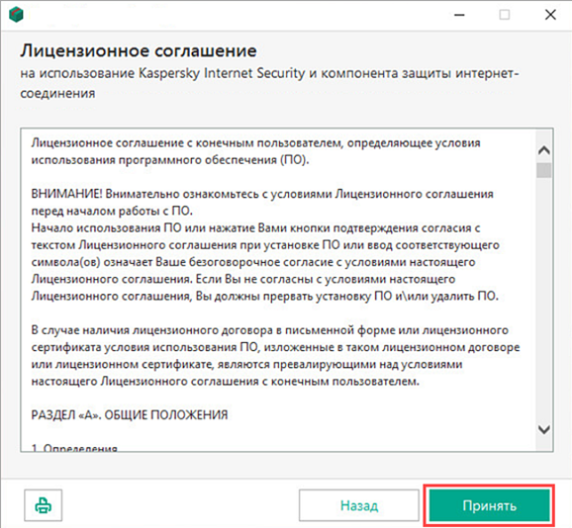 Лицензионное соглашение
на использование Kaspersky Internet Security и компонента защиты интернет-
соединения
Лицензионное соглашение с конечным пользователем, определяющее условия
использования программного обеспечения (ПО).
ВНИМАНИЕ! Внимательно ознакомьтесь с условиями Лицензионного соглашения
перед началом работы с ПО.
Начало использования ПО или нажатие Вами кнопки подтверждения согласия с
текстом Лицензионного соглашения при установке ПО или ввод соответствующего
символа(ов) означает Ваше безоговорочное согласие с условиями настоящего
Лицензионного соглашения. Если Вы не согласны с условиями настоящего
Лицензионного соглашения, Вы должны прервать установку ПО и\или удалить ПО.
В случае наличия лицензионного договора в письменной форме или лицензионного
сертификата условия использования ПО, изложенные в таком лицензионном договоре
или лицензионном сертификате, являются превалирующими над условиями
настоящего Лицензионного соглашения с конечным пользователем.
РАЗДЕЛ «А». ОБЩИЕ ПОЛОЖЕНИЯ
1. Определения
Назад
Принять